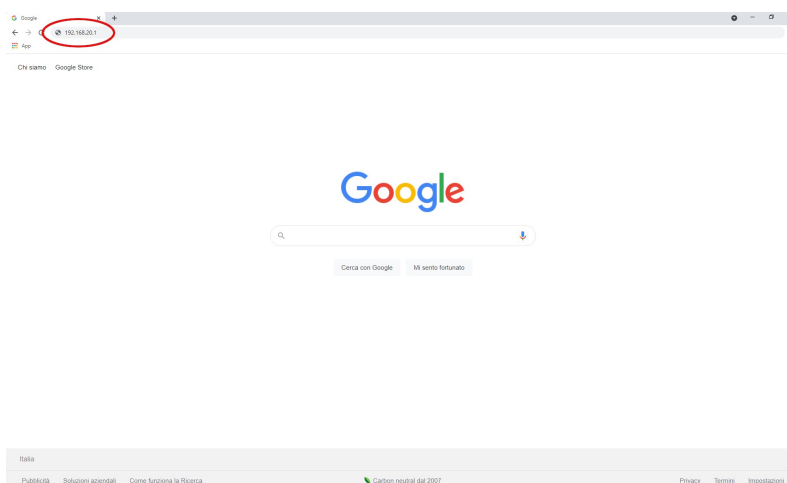 Google
192.168.20.1
App
Chi siamo Google Store
Google
Cerca con Google Mi sento fortunato
Italia
Pubblicità Soluzioni aziendali Come funziona la Ricerca Carbon neutral dal 2007 Privacy Termini Impostazioni